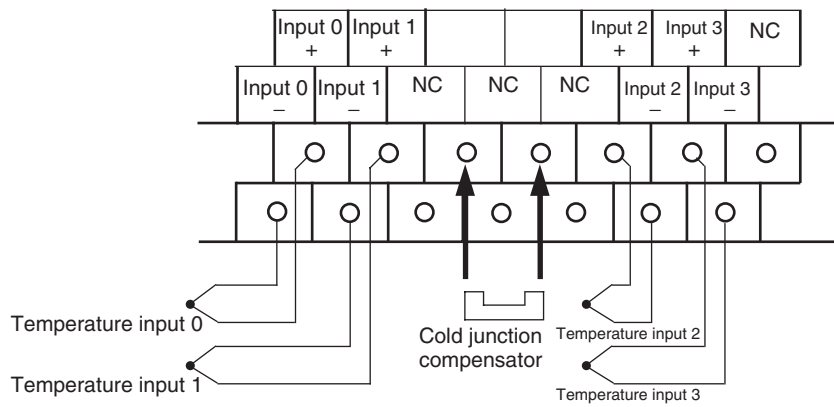 Input 0 Input 1 Input 2 Input 3 NC
+ + + +
Input 0 Input 1 NC NC NC Input 2 Input 3
– – – –
Temperature input 0
Cold junction
compensator
Temperature input 2
Temperature input 1
Temperature input 3